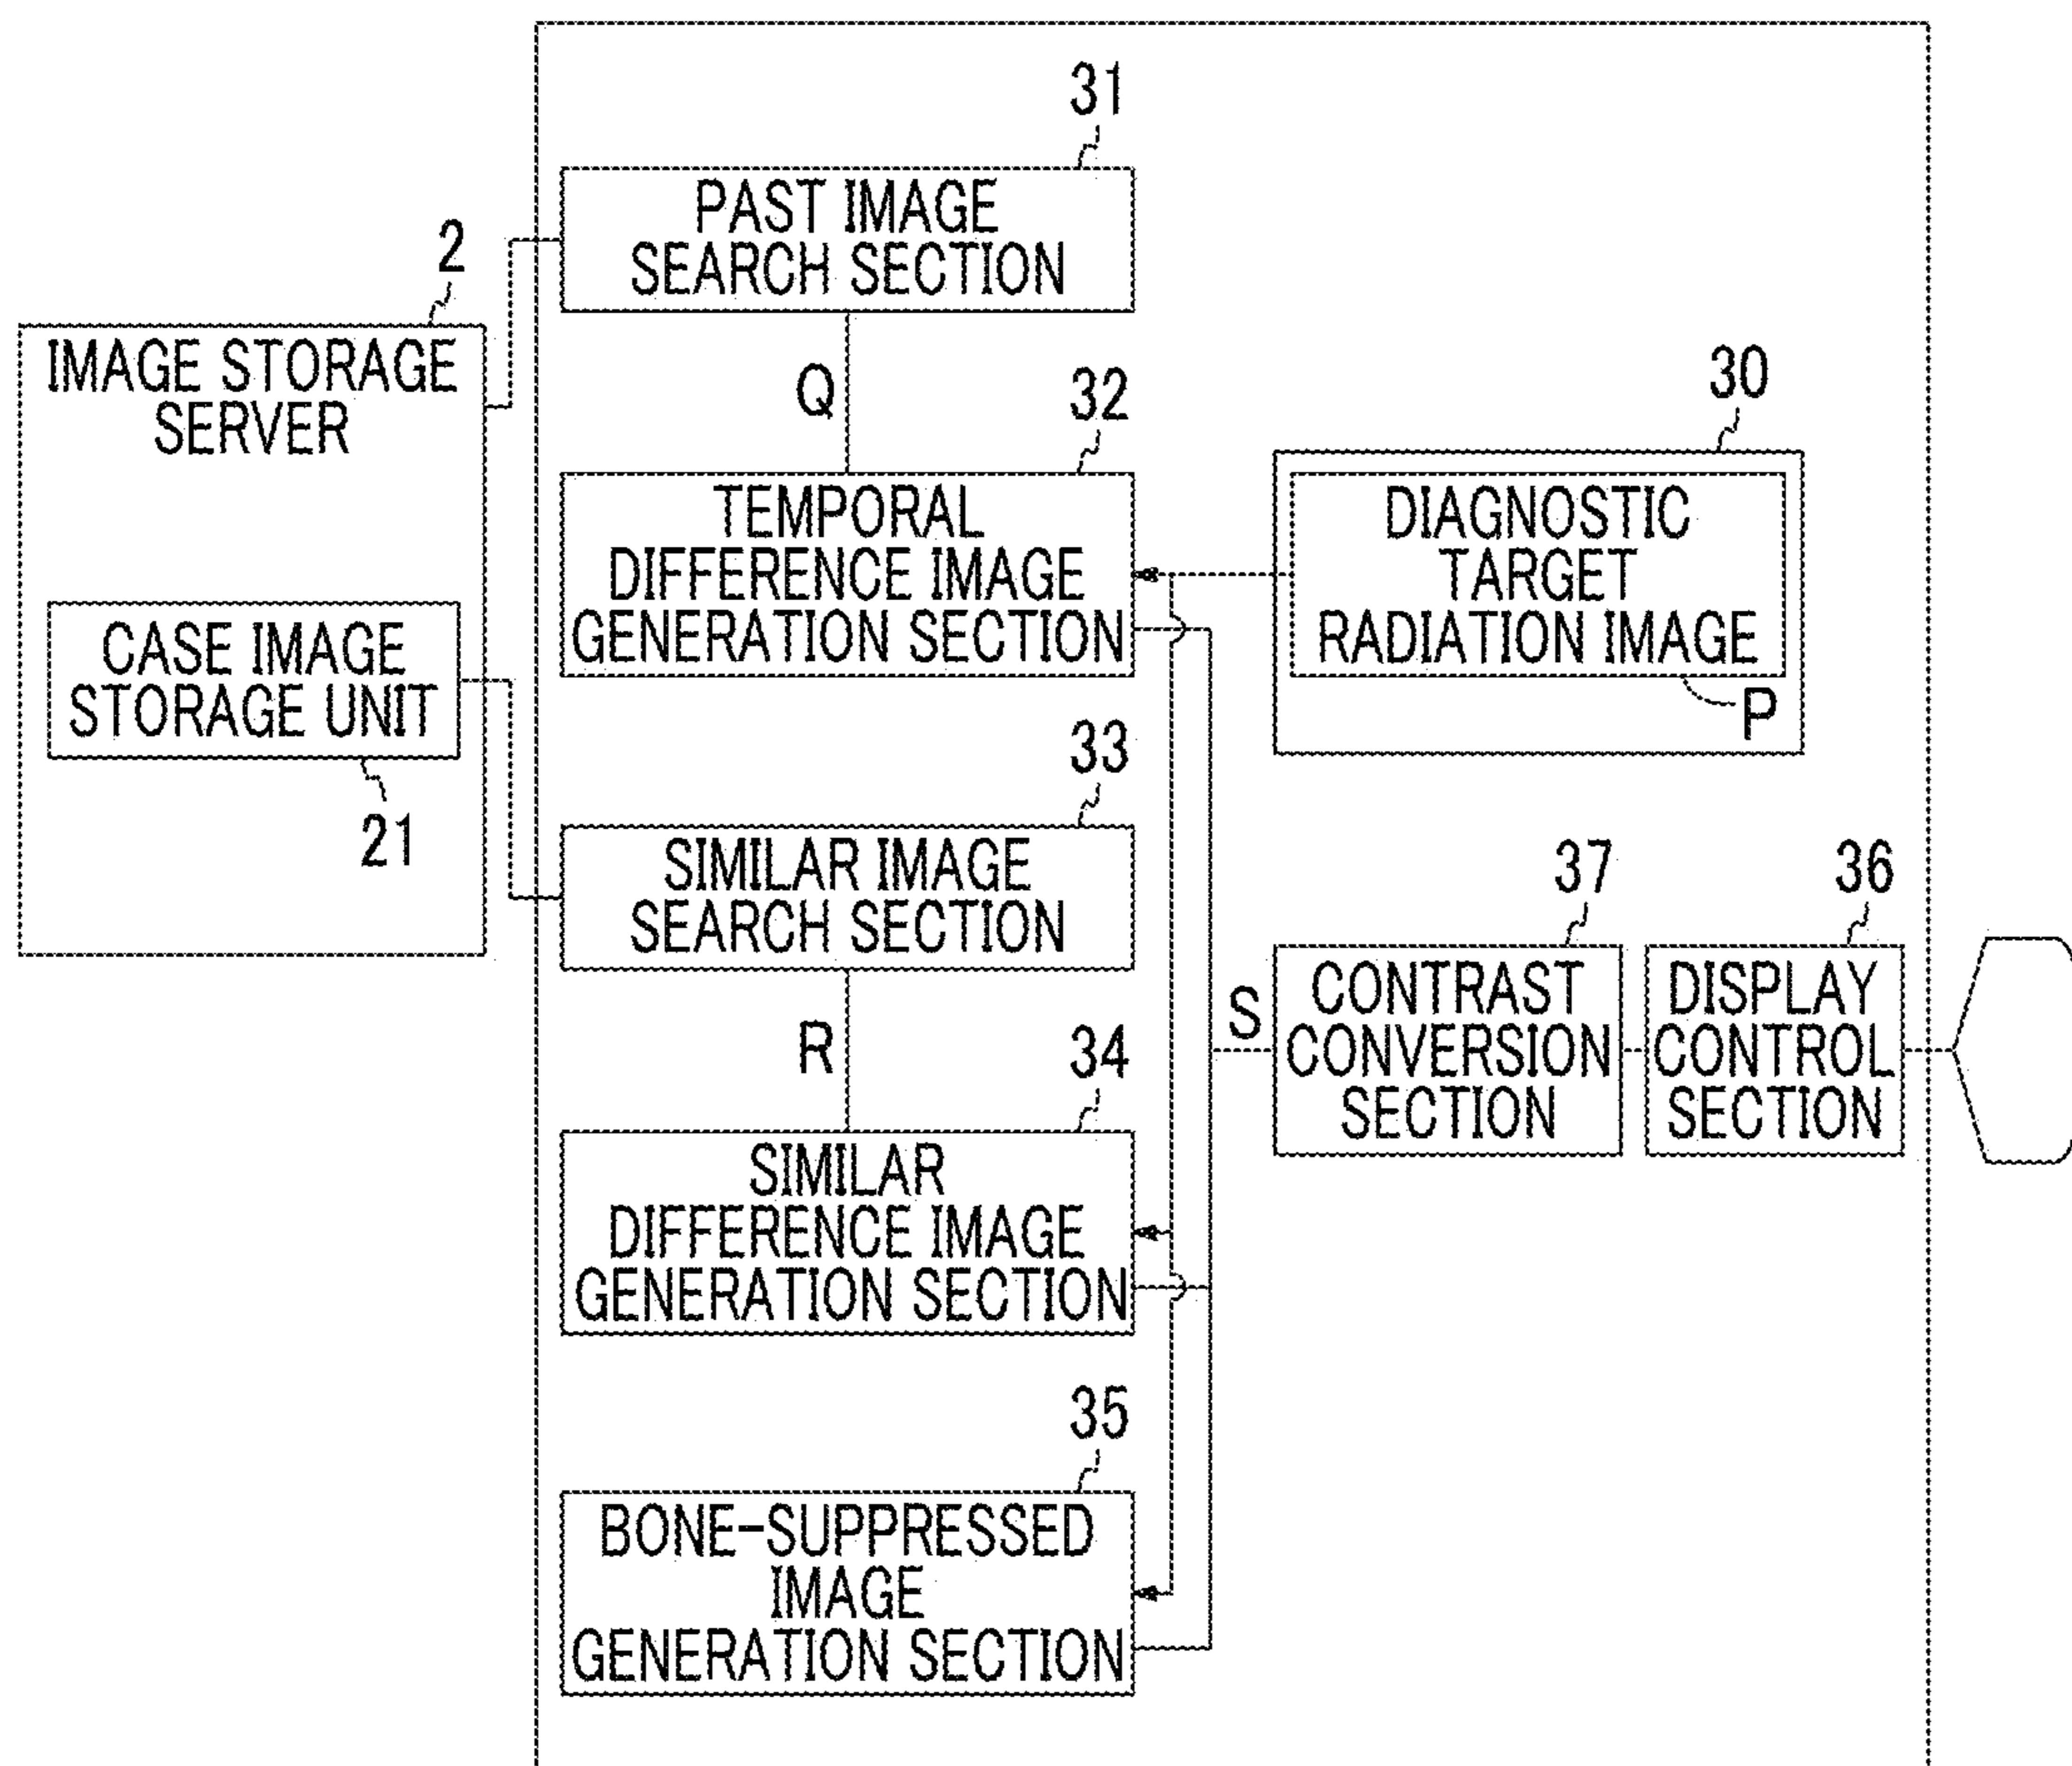 31
PAST IMAGE
SEARCH SECTION
2
IMAGE STORAGE
SERVER
Q
32
30
TEMPORAL
DIFFERENCE IMAGE
GENERATION SECTION
DIAGNOSTIC
TARGET
RADIATION IMAGE
P
CASE IMAGE
STORAGE UNIT
21
33
SIMILAR IMAGE
SEARCH SECTION
37
36
R
S
CONTRAST
CONVERSION
SECTION
DISPLAY
CONTROL
SECTION
34
SIMILAR
DIFFERENCE IMAGE
GENERATION SECTION
35
BONE-SUPPRESSED
IMAGE
GENERATION SECTION